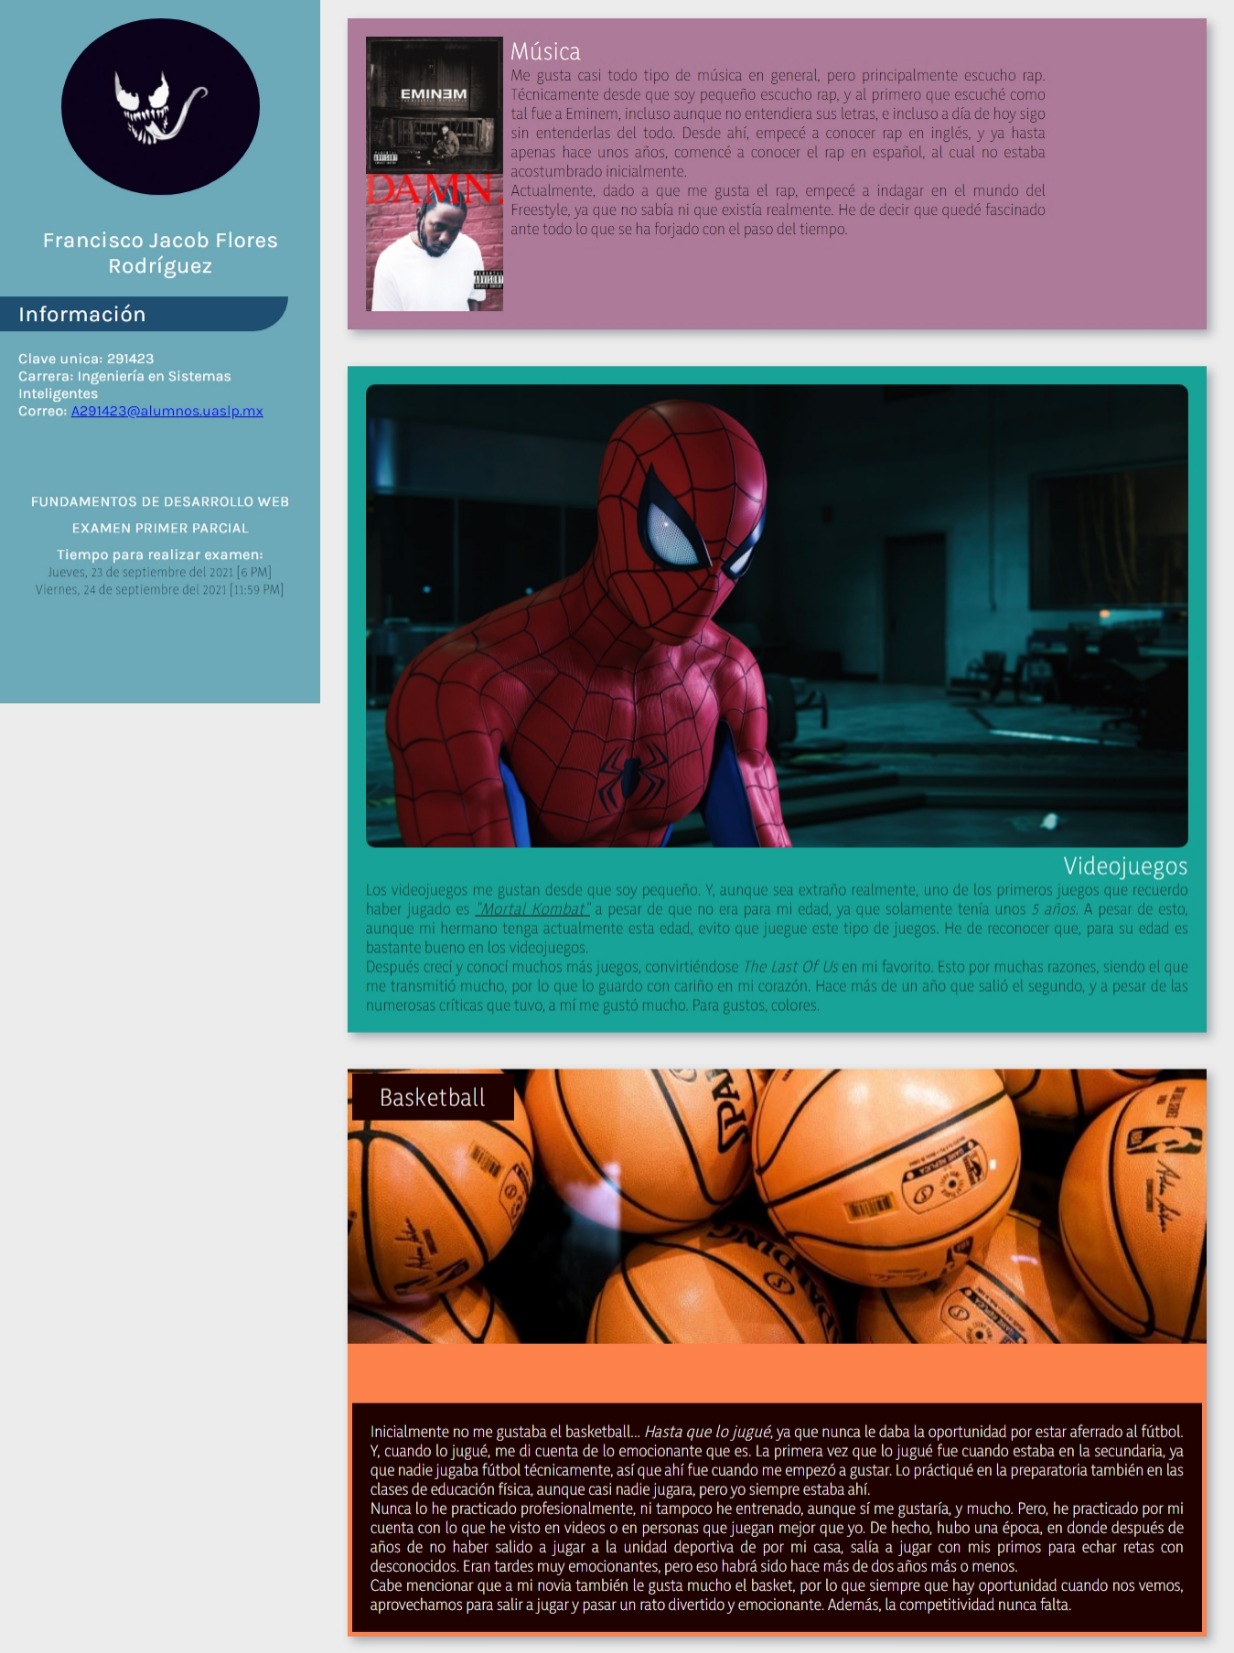 Francisco Jacob Flores
Rodríguez
Información
Clave unica: 291423
Carrera: Ingeniería en Sistemas
Inteligentes
Correo: A291423@alumnos.uaslp.mx
FUNDAMENTOS DE DESARROLLO WEB
EXAMEN PRIMER PARCIAL
Tiempo para realizar examen:
Jueves, 23 de septiembre del 2021 [6 PM]
Viernes, 24 de septiembre del 2021 [11:59 PM]
EMINEM
DAMN.
Música
Me gusta casi todo tipo de música en general, pero principalmente escucho rap.
Técnicamente desde que soy pequeño escucho rap, y al primero que escuché como
tal fue a Eminem, incluso aunque no entendiera sus letras, e incluso a día de hoy sigo
sin entenderlas del todo. Desde ahí, empecé a conocer rap en inglés, y ya hasta
apenas hace unos años, comencé a conocer el rap en español, al cual no estaba
acostumbrado inicialmente.
Actualmente, dado a que me gusta el rap, empecé a indagar en el mundo del
Freestyle, ya que no sabía ni que existía realmente. He de decir que quedé fascinado
ante todo lo que se ha forjado con el paso del tiempo.
Videojuegos
Los videojuegos me gustan desde que soy pequeño. Y, aunque sea extraño realmente, uno de los primeros juegos que recuerdo
haber jugado es "Mortal Kombat" a pesar de que no era para mi edad, ya que solamente tenía unos 5 años. A pesar de esto,
aunque mi hermano tenga actualmente esta edad, evito que juegue este tipo de juegos. He de reconocer que, para su edad es
bastante bueno en los videojuegos.
Después crecí y conocí muchos más juegos, convirtiéndose The Last Of Us en mi favorito. Esto por muchas razones, siendo el que
me transmitió mucho, por lo que lo guardo con cariño en mi corazón. Hace más de un año que salió el segundo, y a pesar de las
numerosas críticas que tuvo, a mí me gustó mucho. Para gustos, colores.
Basketball
SPA
SPALDING
Inicialmente no me gustaba el basketball... Hasta que lo jugué, ya que nunca le daba la oportunidad por estar aferrado al fútbol.
Y, cuando lo jugué, me di cuenta de lo emocionante que es. La primera vez que lo jugué fue cuando estaba en la secundaria, ya
que nadie jugaba fútbol técnicamente, así que ahí fue cuando me empezó a gustar. Lo práctiqué en la preparatoria también en las
clases de educación física, aunque casi nadie jugara, pero yo siempre estaba ahí.
Nunca lo he practicado profesionalmente, ni tampoco he entrenado, aunque sí me gustaría, y mucho. Pero, he practicado por mi
cuenta con lo que he visto en videos o en personas que juegan mejor que yo. De hecho, hubo una época, en donde después de
años de no haber salido a jugar a la unidad deportiva de por mi casa, salía a jugar con mis primos para echar retas con
desconocidos. Eran tardes muy emocionantes, pero eso habrá sido hace más de dos años más o menos.
Cabe mencionar que a mi novia también le gusta mucho el basket, por lo que siempre que hay oportunidad cuando nos vemos,
aprovechamos para salir a jugar y pasar un rato divertido y emocionante. Además, la competitividad nunca falta.